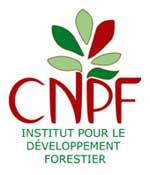 CNPF
INSTITUT POUR LE
DÉVELOPPEMENT
FORESTIER